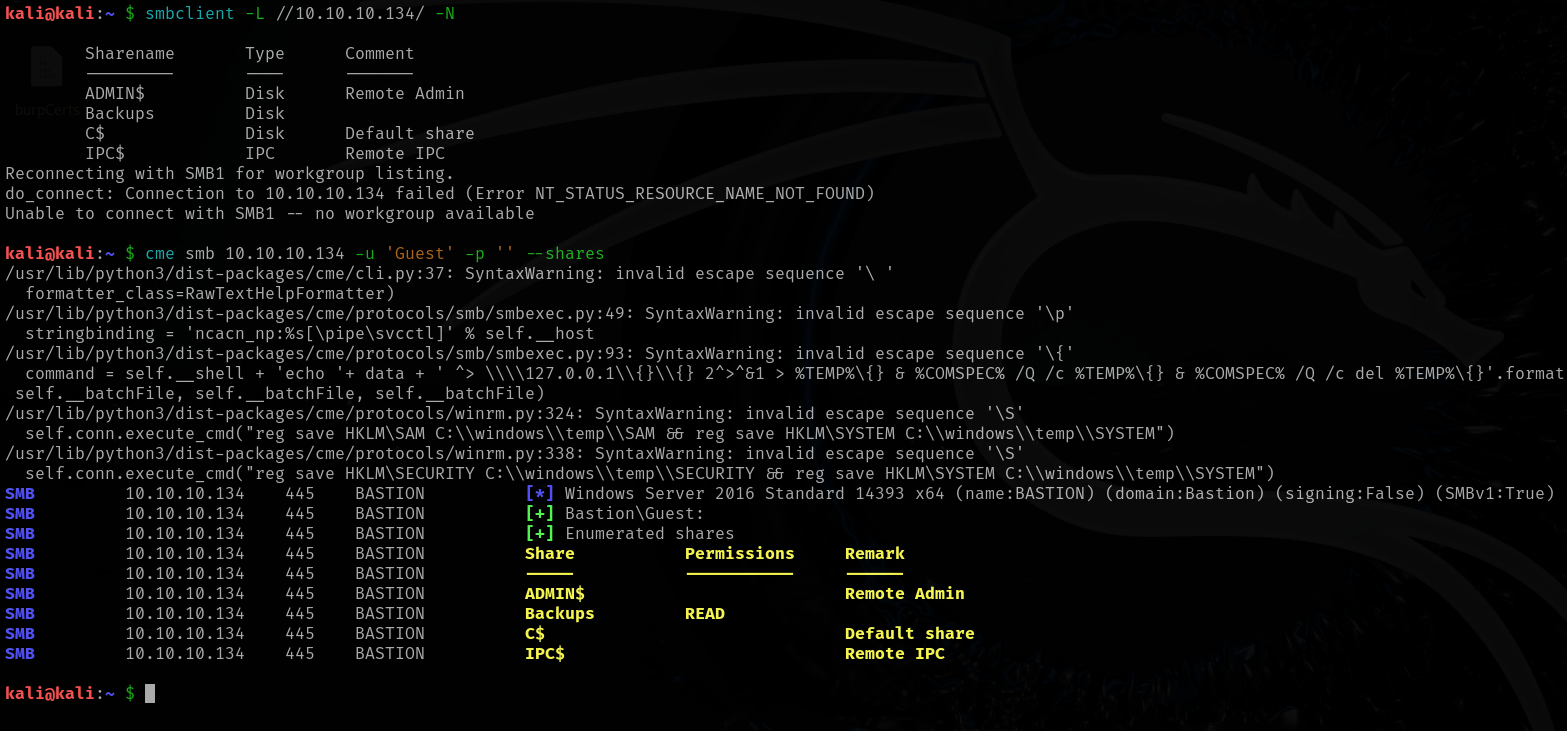 kali@kali:~ $ smbclient -L //10.10.10.134/ -N
Sharename Type Comment
--------- ---- -------
ADMIN$ Disk Remote Admin
burpCerts
Backups Disk
C$ Disk Default share
IPC$ IPC Remote IPC
Reconnecting with SMB1 for workgroup listing.
do_connect: Connection to 10.10.10.134 failed (Error NT_STATUS_RESOURCE_NAME_NOT_FOUND)
Unable to connect with SMB1 -- no workgroup available
kali@kali:~ $ cme smb 10.10.10.134 -u 'Guest' -p '' --shares
/usr/lib/python3/dist-packages/cme/cli.py:37: SyntaxWarning: invalid escape sequence '\ '
formatter_class=RawTextHelpFormatter)
/usr/lib/python3/dist-packages/cme/protocols/smb/smbexec.py:49: SyntaxWarning: invalid escape sequence '\p'
stringbinding = 'ncacn_np:%s[\pipe\svcctl]' % self.__host
/usr/lib/python3/dist-packages/cme/protocols/smb/smbexec.py:93: SyntaxWarning: invalid escape sequence '\{'
command = self.__shell + 'echo '+ data + ' ^> \\\\127.0.0.1\\{}\\{} 2^>^&1 > %TEMP%\{} & %COMSPEC% /Q /c %TEMP%\{} & %COMSPEC% /Q /c del %TEMP%\{}'.format
self.__batchFile, self.__batchFile, self.__batchFile)
/usr/lib/python3/dist-packages/cme/protocols/winrm.py:324: SyntaxWarning: invalid escape sequence '\S'
self.conn.execute_cmd("reg save HKLM\SAM C:\\windows\\temp\\SAM && reg save HKLM\SYSTEM C:\\windows\\temp\\SYSTEM")
/usr/lib/python3/dist-packages/cme/protocols/winrm.py:338: SyntaxWarning: invalid escape sequence '\S'
self.conn.execute_cmd("reg save HKLM\SECURITY C:\\windows\\temp\\SECURITY && reg save HKLM\SYSTEM C:\\windows\\temp\\SYSTEM")
SMB 10.10.10.134 445 BASTION [*] Windows Server 2016 Standard 14393 x64 (name:BASTION) (domain:Bastion) (signing:False) (SMBv1:True)
SMB 10.10.10.134 445 BASTION [+] Bastion\Guest:
SMB 10.10.10.134 445 BASTION [+] Enumerated shares
SMB 10.10.10.134 445 BASTION Share Permissions Remark
SMB 10.10.10.134 445 BASTION ----- ----------- ------
SMB 10.10.10.134 445 BASTION ADMIN$ Remote Admin
SMB 10.10.10.134 445 BASTION Backups READ
SMB 10.10.10.134 445 BASTION C$ Default share
SMB 10.10.10.134 445 BASTION IPC$ Remote IPC
kali@kali:~ $